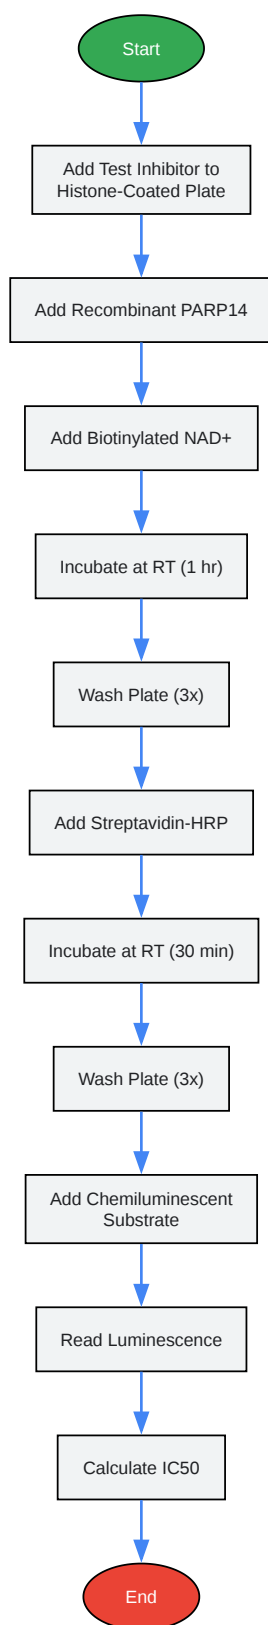 Start
Add Test Inhibitor to
Histone-Coated Plate
Add Recombinant PARP14
Add Biotinylated NAD+
Incubate at RT (1 hr)
Wash Plate (3x)
Add Streptavidin-HRP
Incubate at RT (30 min)
Wash Plate (3x)
Add Chemiluminescent
Substrate
Read Luminescence
Calculate IC50
End